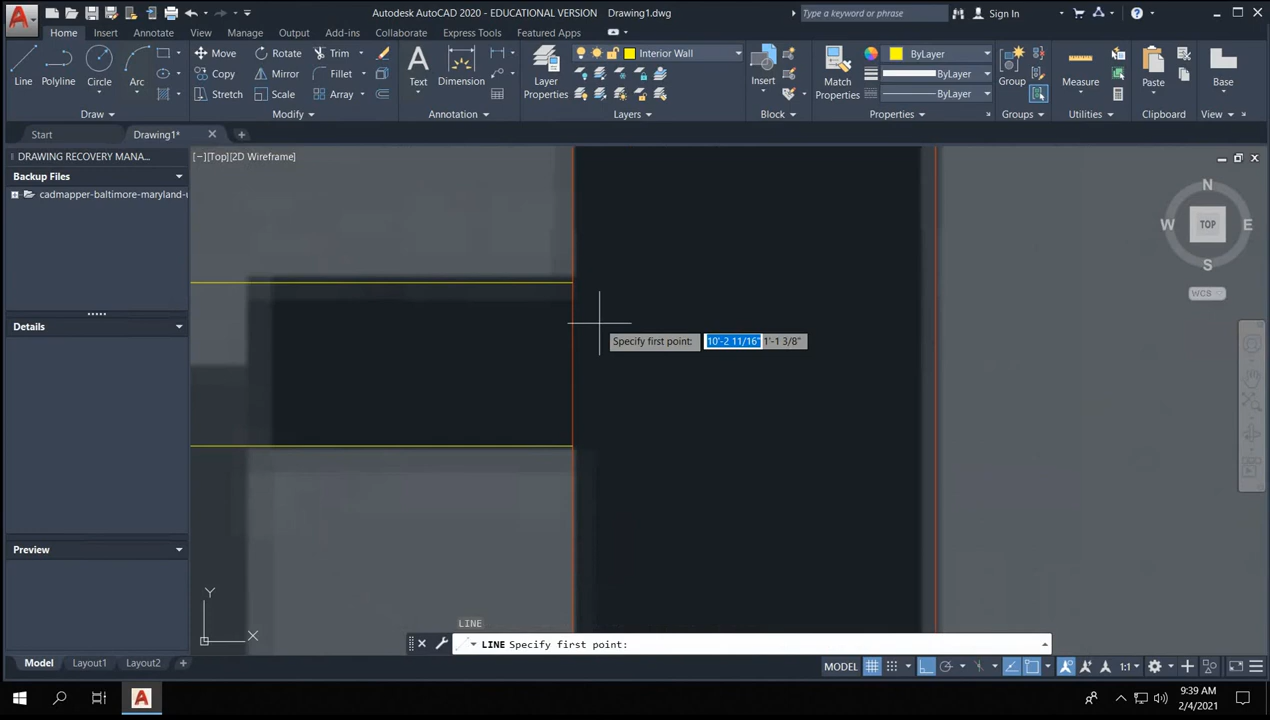 Autodesk AutoCAD 2020 - EDUCATIONAL VERSION Drawing1.dwg
Type a keyword or phrase
Sign In
Home Insert Annotate View Manage Output Add-ins Collaborate Express Tools Featured Apps
Line
Polyline
Circle
Arc
Draw
Move
Rotate
Trim
Copy
Mirror
Fillet
Stretch
Scale
Array
Modify
Text
Dimension
Annotation
Layer
Properties
Interior Wall
Layers
Insert
Block
Match
Properties
ByLayer
ByLayer
ByLayer
Properties
Group
Groups
Measure
Utilities
Paste
Clipboard
Base
View
Start
Drawing1*
DRAWING RECOVERY MANA...
Backup Files
cadmapper-baltimore-maryland-u
Details
Preview
[−][Top][2D Wireframe]
N
W TOP E
S
WCS
Specify first point: 10'-2 11/16" 1'-1 3/8"
Y
X
LINE
LINE Specify first point:
Model Layout1 Layout2
MODEL
1:1
9:39 AM
2/4/2021